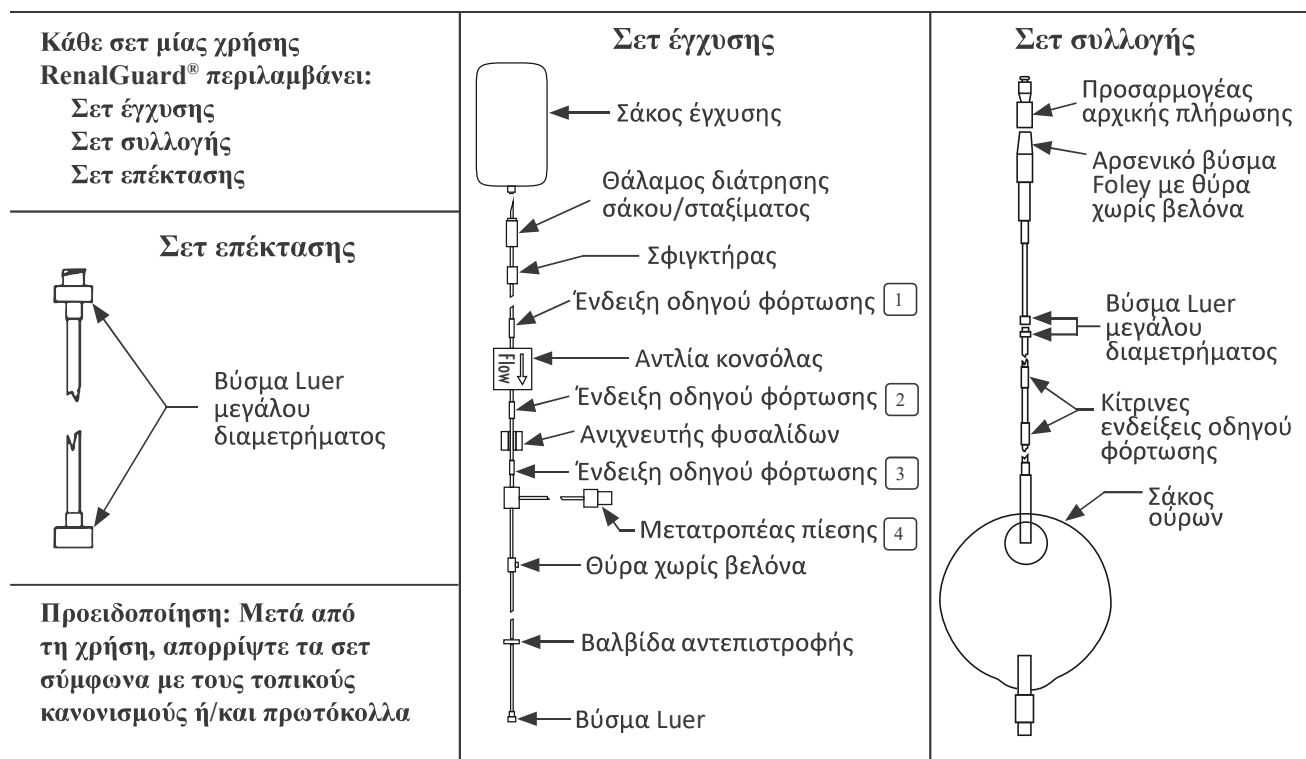 Κάθε σετ μίας χρήσης
RenalGuard® περιλαμβάνει:
Σετ έγχυσης
Σετ συλλογής
Σετ επέκτασης
Σετ επέκτασης
Βύσμα Luer
μεγάλου
διαμετρήματος
Προειδοποίηση: Μετά από
τη χρήση, απορρίψτε τα σετ
σύμφωνα με τους τοπικούς
κανονισμούς ή/και πρωτόκολλα
Σετ έγχυσης
Σάκος έγχυσης
Θάλαμος διάτρησης
σάκου/σταξίματος
Σφιγκτήρας
Ένδειξη οδηγού φόρτωσης 1
Flow
Αντλία κονσόλας
Ένδειξη οδηγού φόρτωσης 2
Ανιχνευτής φυσαλίδων
Ένδειξη οδηγού φόρτωσης 3
Μετατροπέας πίεσης 4
Θύρα χωρίς βελόνα
Βαλβίδα αντεπιστροφής
Βύσμα Luer
Σετ συλλογής
Προσαρμογέας
αρχικής πλήρωσης
Αρσενικό βύσμα
Foley με θύρα
χωρίς βελόνα
Βύσμα Luer
μεγάλου
διαμετρήματος
Κίτρινες
ενδείξεις οδηγού
φόρτωσης
Σάκος
ούρων